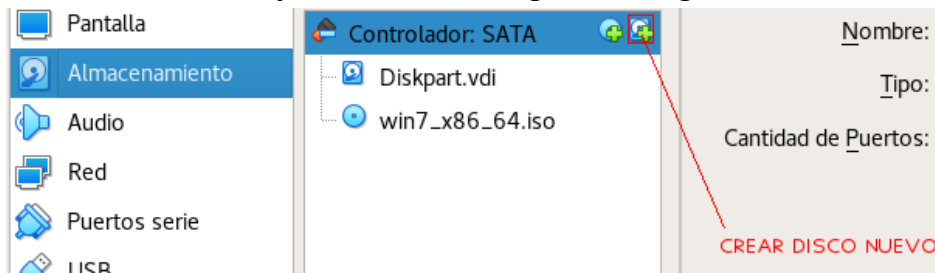 Pantalla
Almacenamiento
Audio
Red
Puertos serie
USB
Controlador: SATA
Diskpart.vdi
win7_x86_64.iso
Nombre:
Tipo:
Cantidad de Puertos:
CREAR DISCO NUEVO